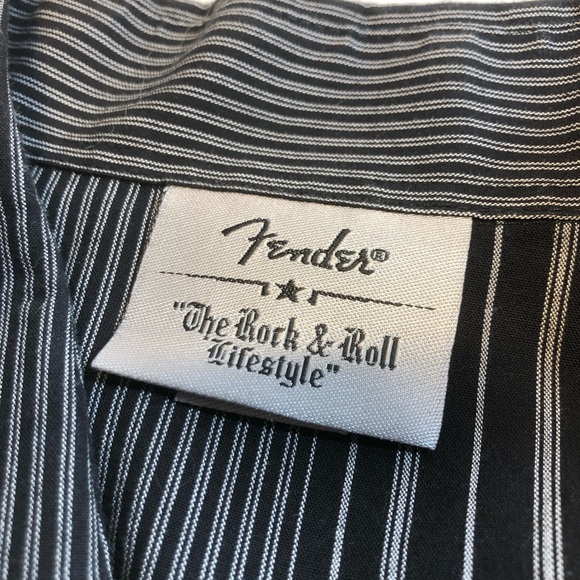 Fender®
"The Rock & Roll
Lifestyle"